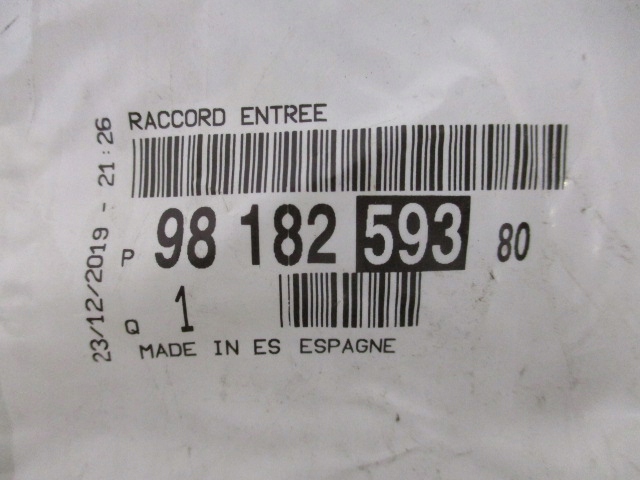 RACCORD ENTREE
P 98 182 593 80
Q 1
MADE IN ES ESPAGNE
23/12/2019 - 21:26